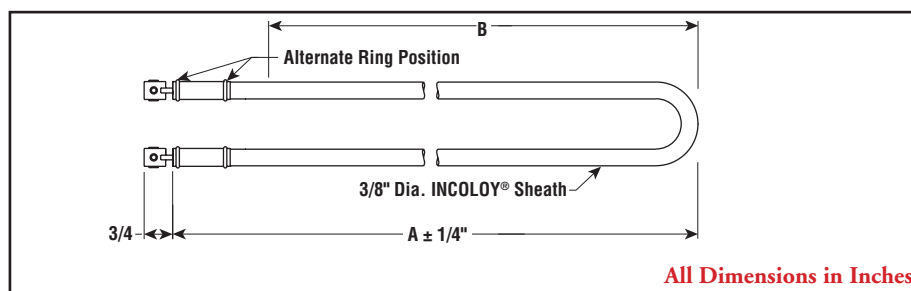 B
Alternate Ring Position
3/8" Dia. INCOLOY® Sheath
3/4
A ± 1/4"
All Dimensions in Inches